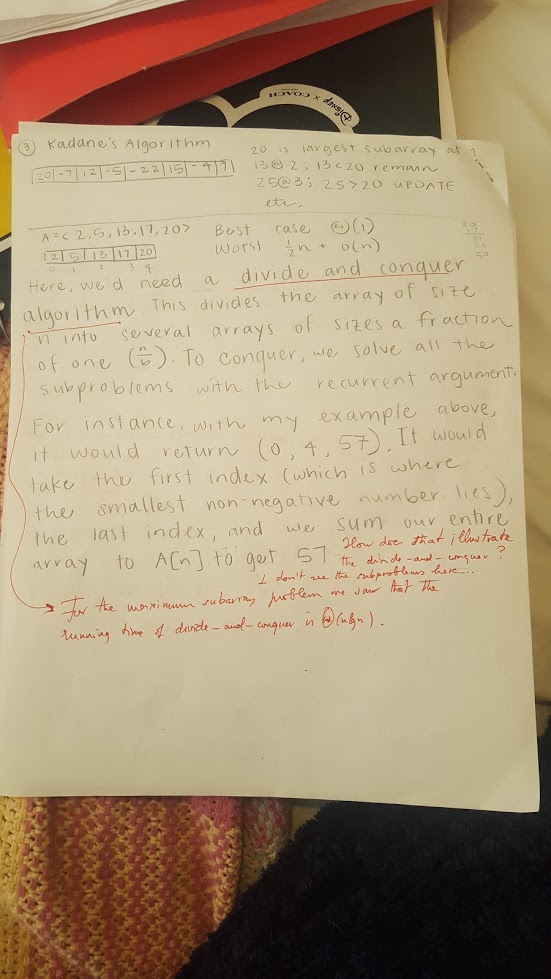 DISNEP x COACH
③ Kadane's Algorithm
20 is largest subarray at 1
|20|-7|12|-5|-22|15|-4|7|
13@2; 13<20 remain
25@3; 25>20 UPDATE
etc.
A=<2,5,13,17,20>
Best case Θ(1)
|2|5|13|17|20|
Worst ½n + O(n)
0 1 2 3 4
50
Here, we'd need a divide and conquer
algorithm. This divides the array of size
n into several arrays of sizes a fraction
of one (n/b). To conquer, we solve all the
subproblems with the recurrent argument.
For instance, with my example above,
it would return (0, 4, 57). It would
take the first index (which is where
the smallest non-negative number lies),
the last index, and we sum our entire
array to A[n] to get 57
How does that illustrate
the divide-and-conquer?
I don't see the subproblems here...
→ For the maximum subarray problem we saw that the
running time of divide-and-conquer is Θ(nlgn).